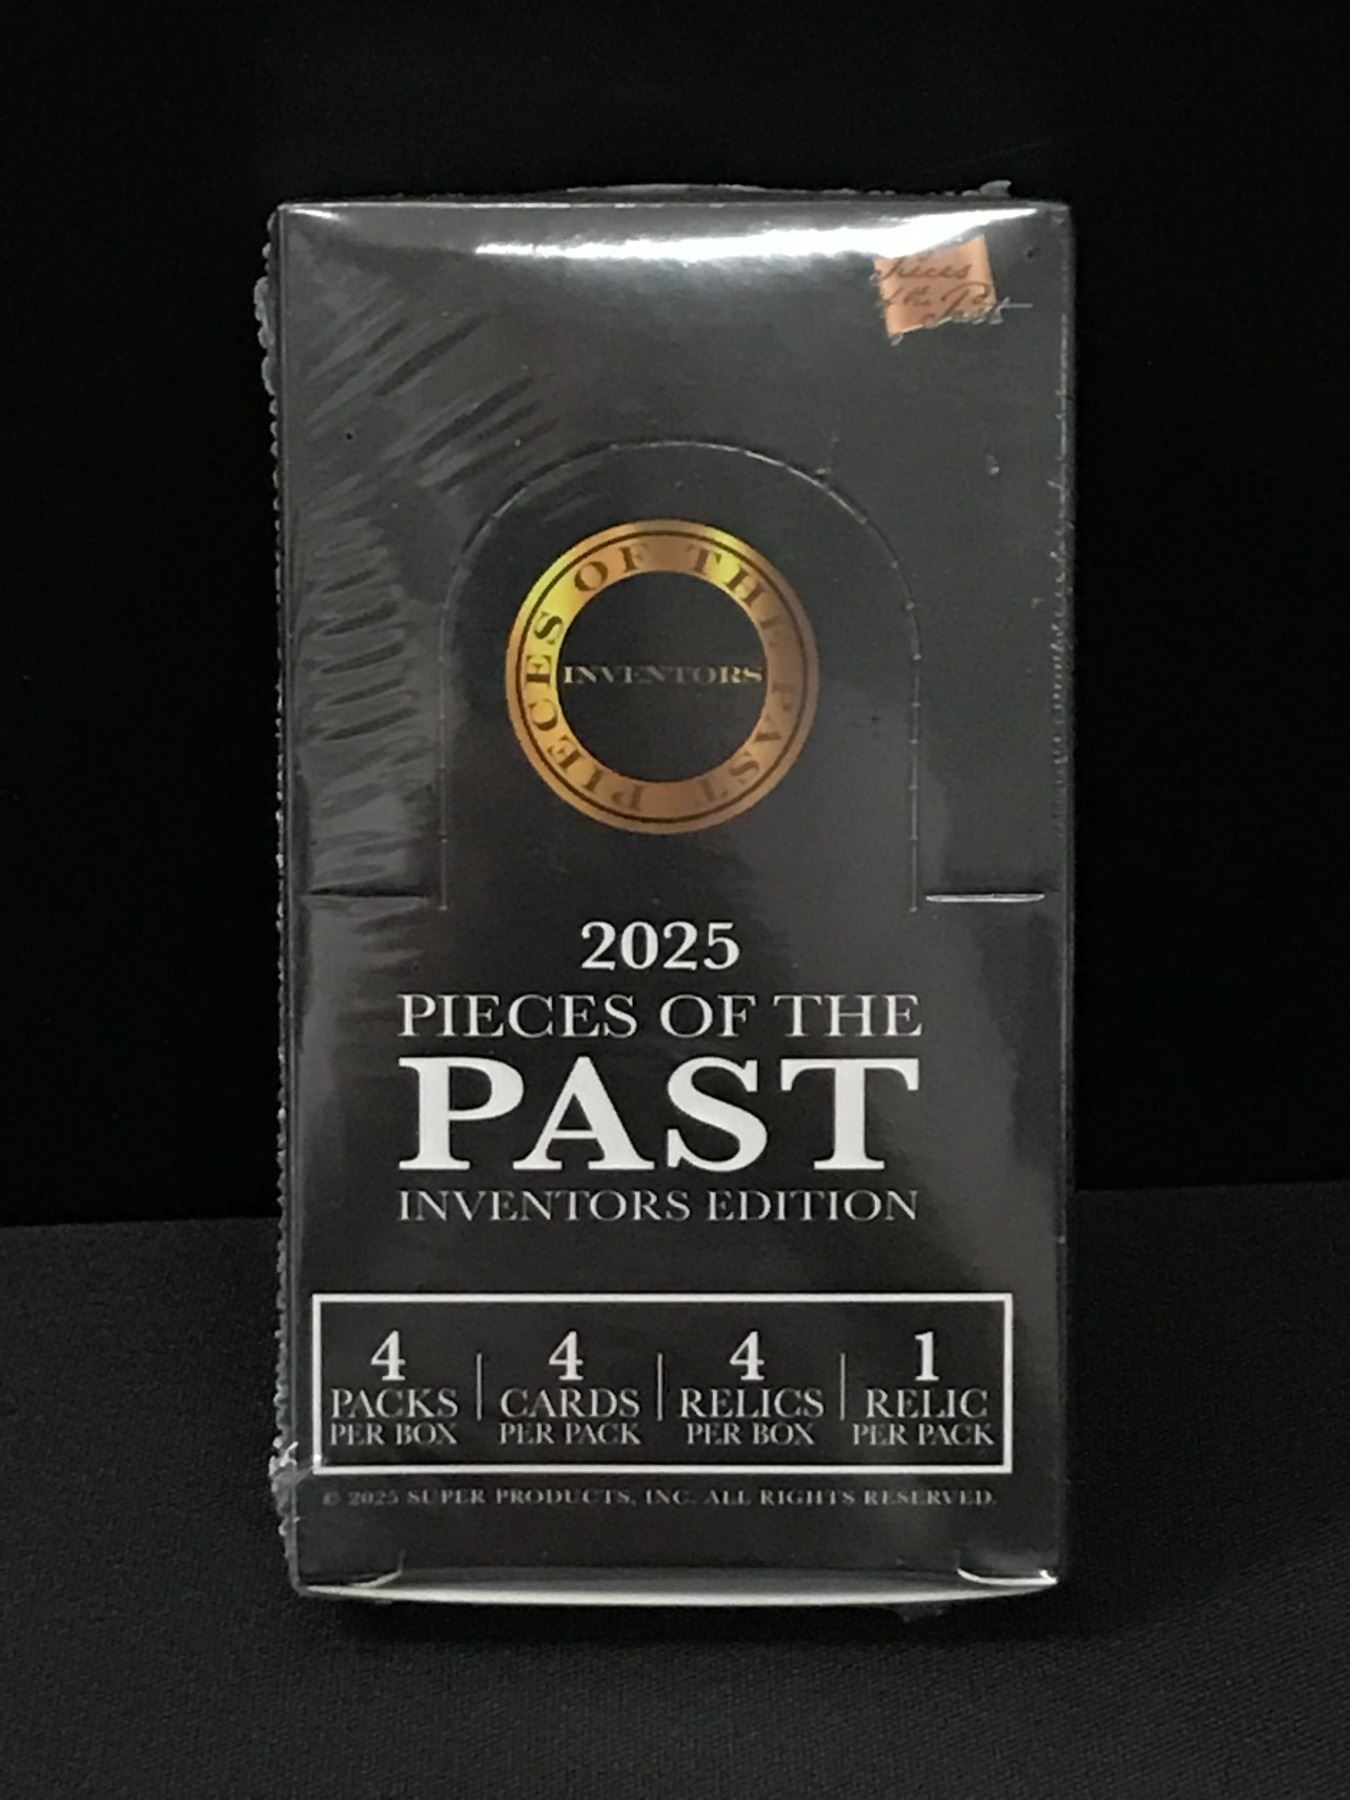 Pieces
of the Past
PIECES OF THE PAST
INVENTORS
2025
PIECES OF THE
PAST
INVENTORS EDITION
4 4 4 1
PACKS CARDS RELICS RELIC
PER BOX PER PACK PER BOX PER PACK
© 2025 SUPER PRODUCTS, INC. ALL RIGHTS RESERVED.